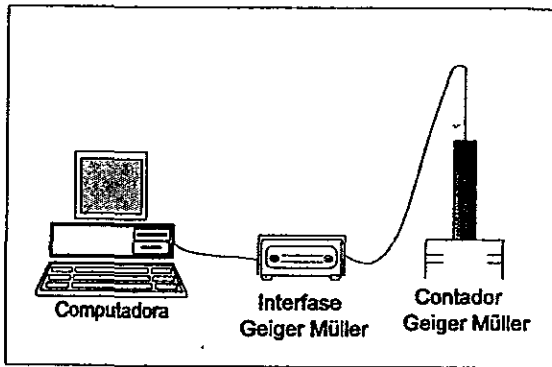 Computadora
Interfase
Geiger Müller
Contador
Geiger Müller